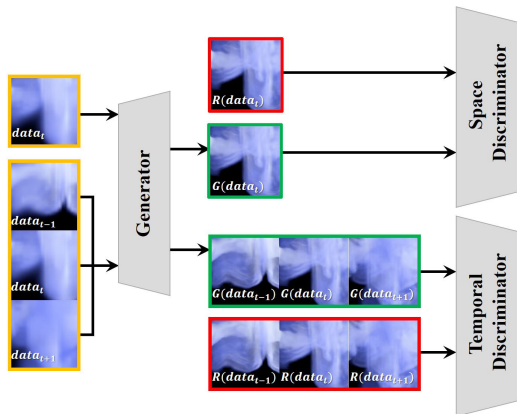 data_t
data_{t-1}
data_t
data_{t+1}
Generator
R(data_t)
G(data_t)
G(data_{t-1}) G(data_t) G(data_{t+1})
R(data_{t-1}) R(data_t) R(data_{t+1})
Space
Discriminator
Temporal
Discriminator